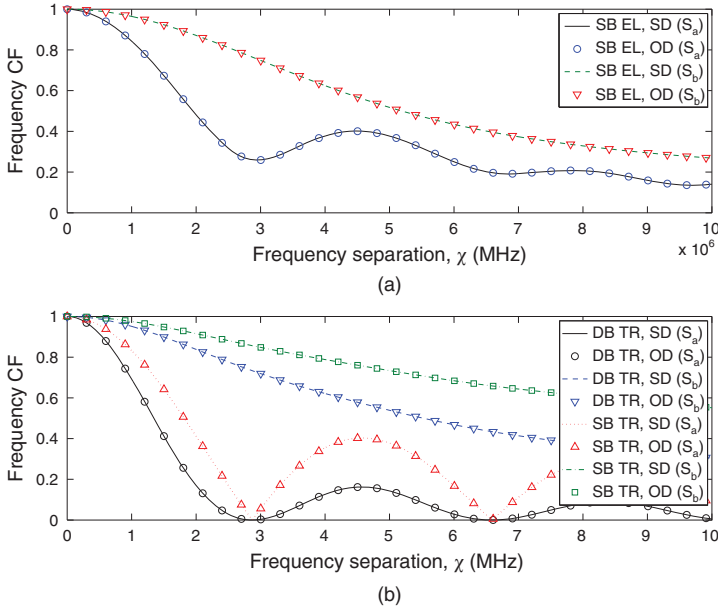 1
0.8
0.6
0.4
0.2
0
Frequency CF
SB EL, SD (Sa)
SB EL, OD (Sa)
SB EL, SD (Sb)
SB EL, OD (Sb)
0 1 2 3 4 5 6 7 8 9 10
× 10^6
Frequency separation, χ (MHz)
(a)
1
0.8
0.6
0.4
0.2
0
Frequency CF
DB TR, SD (Sa)
DB TR, OD (Sa)
DB TR, SD (Sb)
DB TR, OD (Sb)
SB TR, SD (Sa)
SB TR, OD (Sa)
SB TR, SD (Sb)
SB TR, OD (Sb)
0 1 2 3 4 5 6 7 8 9 10
Frequency separation, χ (MHz)
(b)